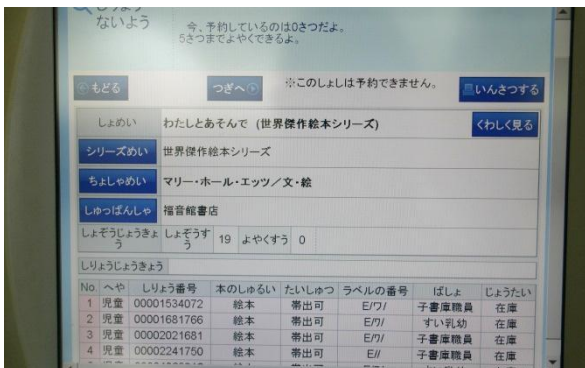 ないよう
今、予約しているのは0さつだよ。
5さつまでよやくできるよ。
もどる
つぎへ
※このしょしは予約できません。
いんさつする
しょめい わたしとあそんで (世界傑作絵本シリーズ) くわしく見る
シリーズめい 世界傑作絵本シリーズ
ちょしゃめい マリー・ホール・エッツ／文・絵
しゅっぱんしゃ 福音館書店
しょぞうじょうきょう しょぞうすう 19 よやくすう 0
しりょうじょうきょう
No. へや しりょう番号 本のしゅるい たいしゅつ ラベルの番号 ばしょ じょうたい
1 児童 00001534072 絵本 帯出可 E/ワ/ 子書庫職員 在庫
2 児童 00001681766 絵本 帯出可 E/ワ/ すい乳幼 在庫
3 児童 00002021681 絵本 帯出可 E/ワ/ 子書庫職員 在庫
4 児童 00002241750 絵本 帯出可 E// 子書庫職員 在庫